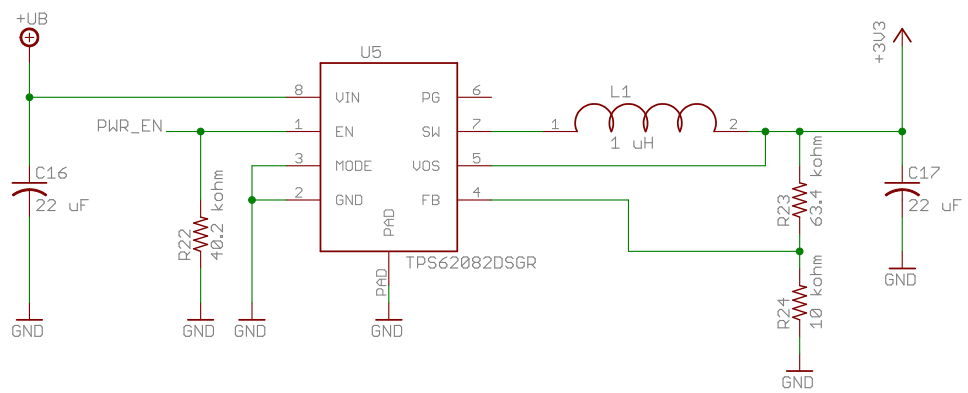 +UB
U5
+3V3
8 VIN
PG 6
L1
PWR_EN
1 EN
SW 7
1
2
1 uH
3 MODE
VOS 5
C16
22 uF
2 GND
FB 4
PAD
R22
40.2 kohm
R23
63.4 kohm
C17
22 uF
TPS62082DSGR
PAD
R24
10 kohm
GND
GND
GND
GND
GND
GND